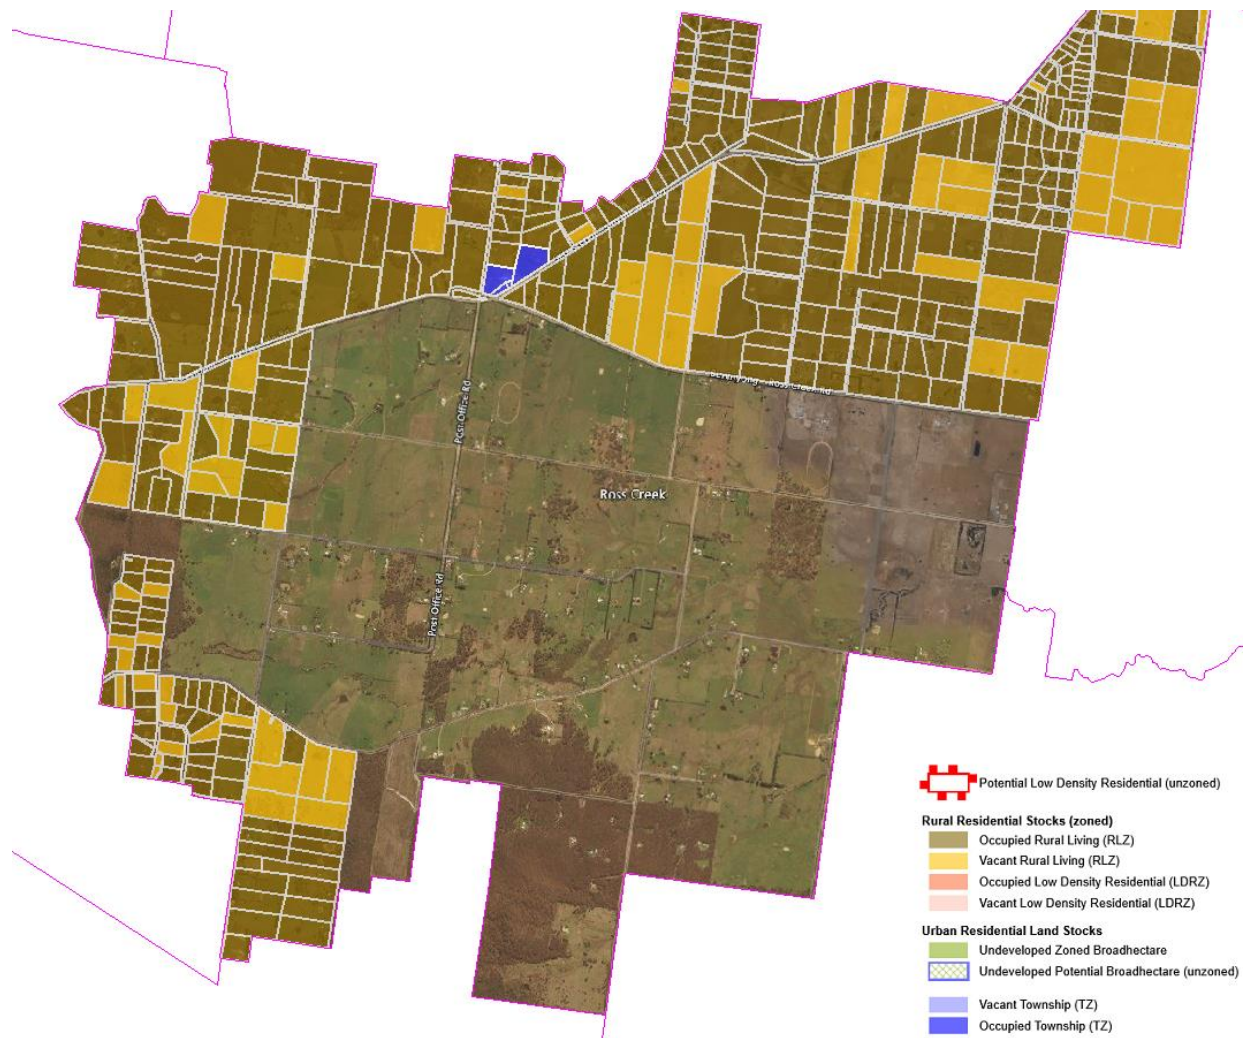 Post Office Rd
Ross Creek
Post Office Rd
Potential Low Density Residential (unzoned)
Rural Residential Stocks (zoned)
Occupied Rural Living (RLZ)
Vacant Rural Living (RLZ)
Occupied Low Density Residential (LDRZ)
Vacant Low Density Residential (LDRZ)
Urban Residential Land Stocks
Undeveloped Zoned Broadhectare
Undeveloped Potential Broadhectare (unzoned)
Vacant Township (TZ)
Occupied Township (TZ)